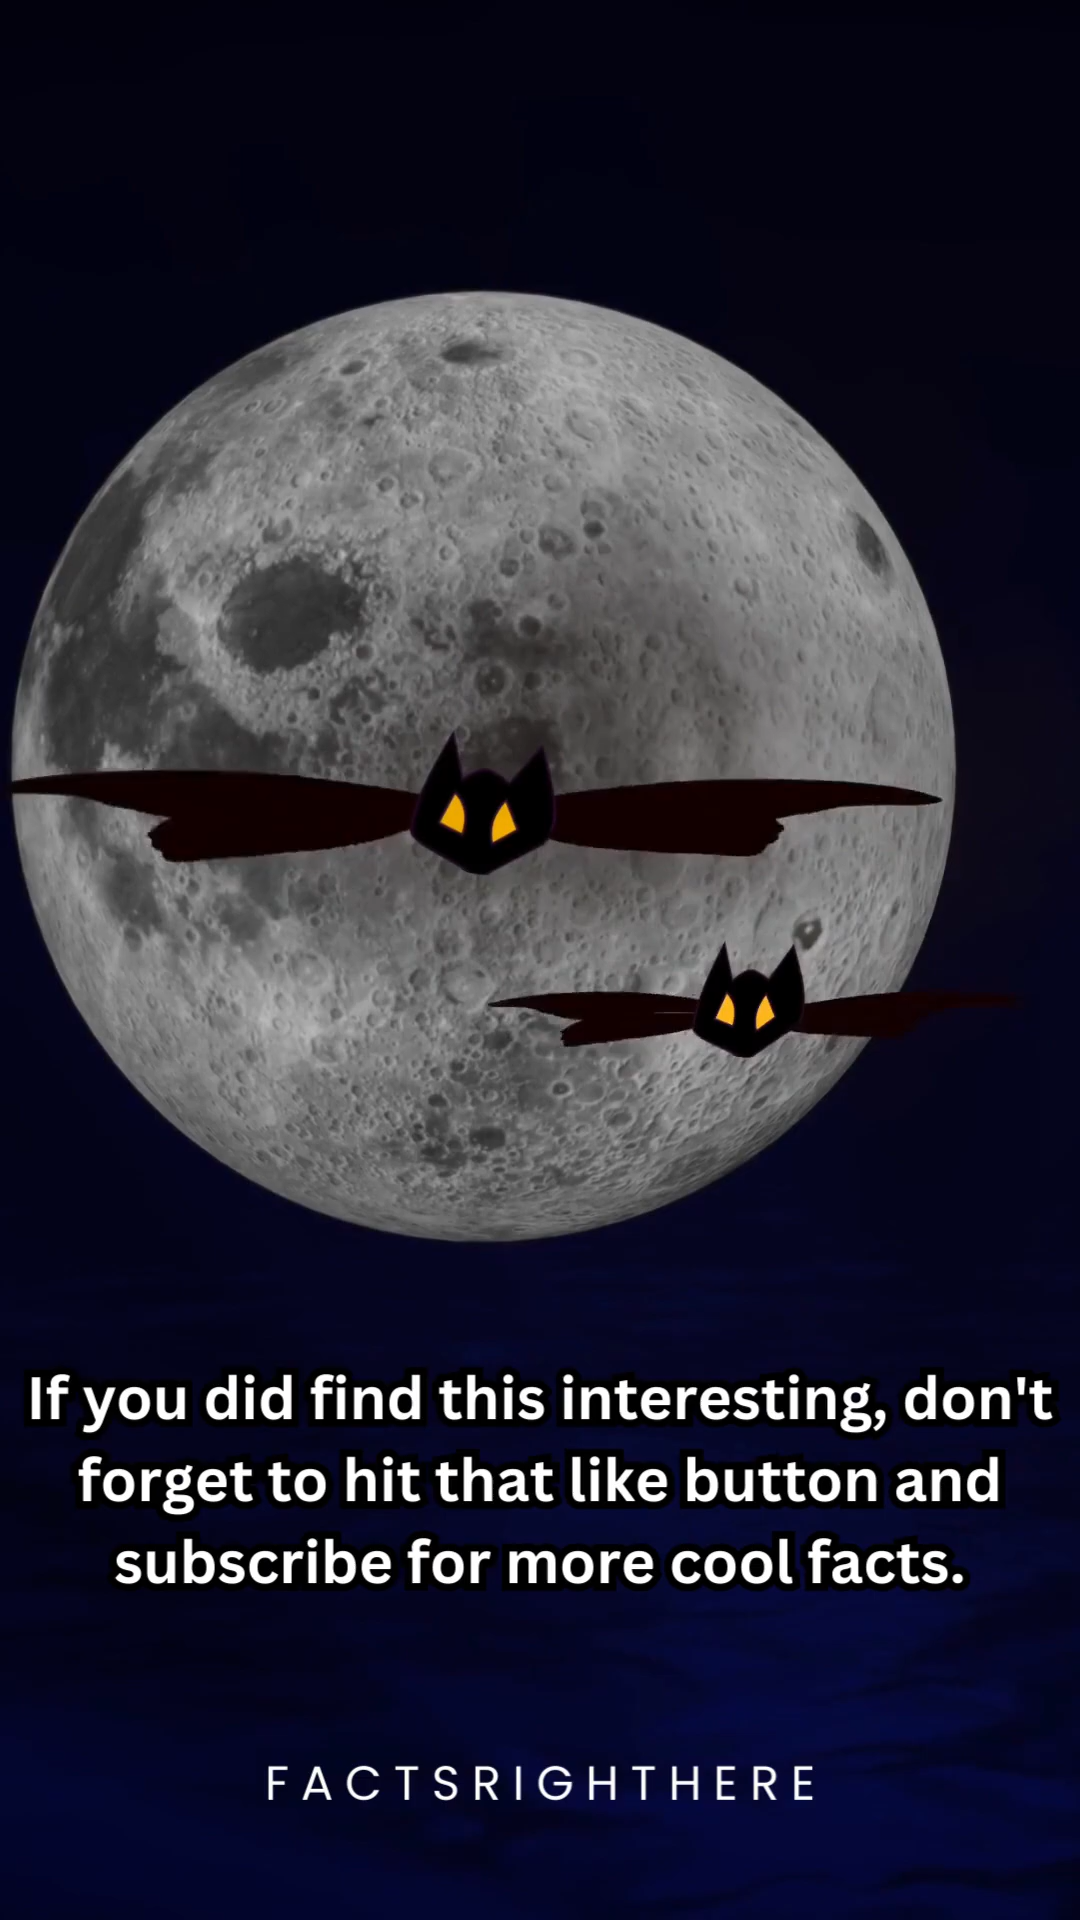 If you did find this interesting, don't
forget to hit that like button and
subscribe for more cool facts.
FACTSRIGHTHERE